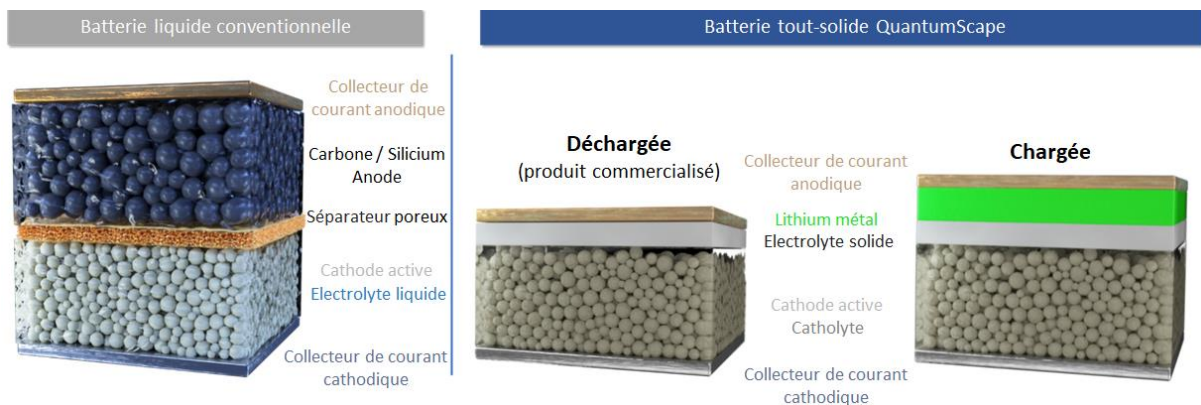 Batterie liquide conventionnelle
Batterie tout-solide QuantumScape
Collecteur de
courant anodique
Carbone / Silicium
Anode
Séparateur poreux
Cathode active
Electrolyte liquide
Collecteur de courant
cathodique
Déchargée
(produit commercialisé)
Collecteur de courant
anodique
Lithium métal
Electrolyte solide
Cathode active
Catholyte
Collecteur de courant
cathodique
Chargée